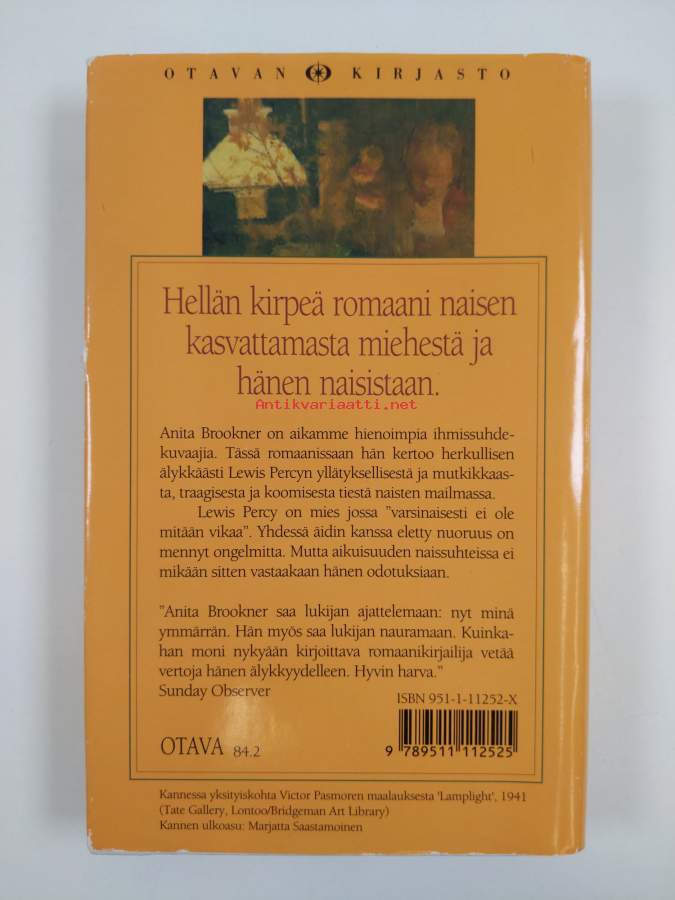 OTAVAN KIRJASTO
Hellän kirpeä romaani naisen
kasvattamasta miehestä ja
hänen naisistaan.
Antikvariaatti.net
Anita Brookner on aikamme hienoimpia ihmissuhde-
kuvaajia. Tässä romaanissaan hän kertoo herkullisen
älykkäästi Lewis Percyn yllätyksellisestä ja mutkikkaas-
ta, traagisesta ja koomisesta tiestä naisten mailmassa.
Lewis Percy on mies jossa "varsinaisesti ei ole
mitään vikaa". Yhdessä äidin kanssa eletty nuoruus on
mennyt ongelmitta. Mutta aikuisuuden naissuhteissa ei
mikään sitten vastaakaan hänen odotuksiaan.
"Anita Brookner saa lukijan ajattelemaan: nyt minä
ymmärrän. Hän myös saa lukijan nauramaan. Kuinka-
han moni nykyään kirjoittava romaanikirjailija vetää
vertoja hänen älykkyydelleen. Hyvin harva."
Sunday Observer
ISBN 951-1-11252-X
OTAVA 84.2
9 789511 112525
Kannessa yksityiskohta Victor Pasmoren maalauksesta 'Lamplight', 1941
(Tate Gallery, Lontoo/Bridgeman Art Library)
Kannen ulkoasu: Marjatta Saastamoinen